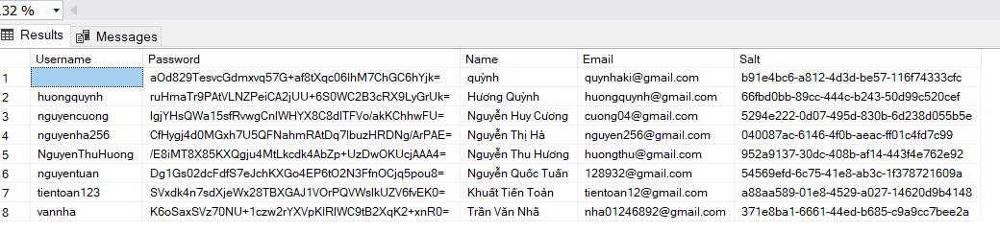 132 %
Results Messages
Username Password Name Email Salt
1 aOd829TesvcGdmxvq57G+af8tXqc06IhM7ChGC6hYjk= quỳnh quynhaki@gmail.com b91e4bc6-a812-4d3d-be57-116f74333cfc
2 huongquynh ruHmaTr9PAtVLNZPeiCA2jUU+6S0WC2B3cRX9LyGrUk= Hương Quỳnh huongquynh@gmail.com 66fbd0bb-89cc-444c-b243-50d99c520cef
3 nguyencuong lgjYHsQWa15sfRvwgCnlWHYX8C8dlTFVo/akKChhwFU= Nguyễn Huy Cương cuong04@gmail.com 5294e222-0d07-495d-830b-6d238d055b5e
4 nguyenha256 CfHygj4d0MGxh7U5QFNahmRAtDq7lbuzHRDNg/ArPAE= Nguyễn Thị Hà nguyen256@gmail.com 040087ac-6146-4f0b-aeac-ff01c4fd7c99
5 NguyenThuHuong /E8iMT8X85KXQgju4MtLkcdk4AbZp+UzDwOKUcjAAA4= Nguyễn Thu Hương huongthu@gmail.com 952a9137-30dc-408b-af14-443f4e762e92
6 nguyentuan Dg1Gs02dcFdfS7eJchKXGo4EP6tO2N3FfnOCjq5pou8= Nguyễn Quốc Tuấn 128932@gmail.com 54569efd-6c75-41e8-ab3c-1f378721609a
7 tientoan123 SVxdk4n7sdXjeWx28TBXGAJ1VOrPQVWslkUZV6fvEK0= Khuất Tiến Toàn tientoan12@gmail.com a88aa589-01e8-4529-a027-14620d9b4148
8 vannha K6oSaxSVz70NU+1czw2rYXVpKlRIWC9tB2XqK2+xnR0= Trần Văn Nhã nha01246892@gmail.com 371e8ba1-6661-44ed-b685-c9a9cc7bee2a